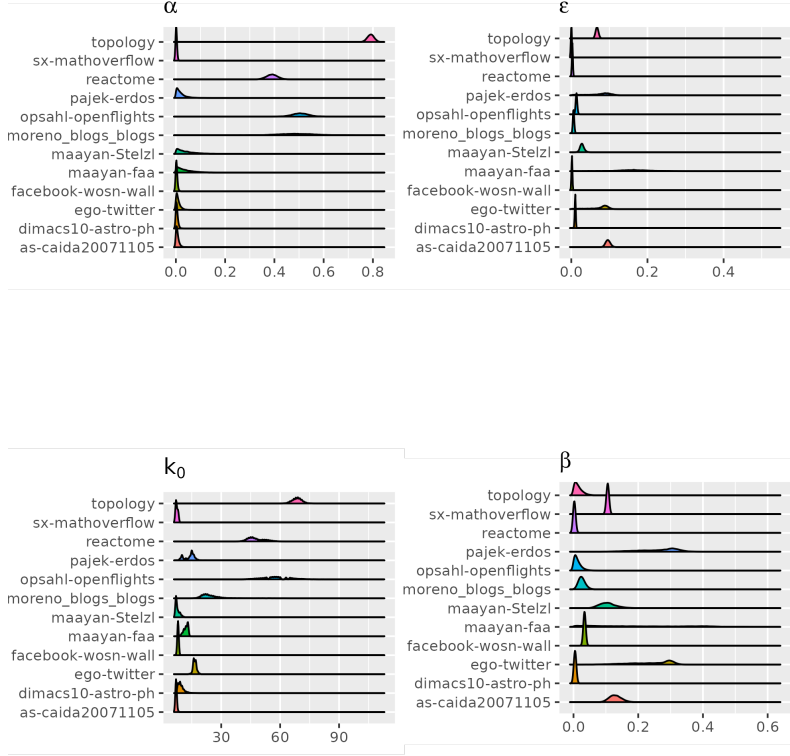 α
topology
sx-mathoverflow
reactome
pajek-erdos
opsahl-openflights
moreno_blogs_blogs
maayan-Stelzl
maayan-faa
facebook-wosn-wall
ego-twitter
dimacs10-astro-ph
as-caida20071105
0.0 0.2 0.4 0.6 0.8
ε
topology
sx-mathoverflow
reactome
pajek-erdos
opsahl-openflights
moreno_blogs_blogs
maayan-Stelzl
maayan-faa
facebook-wosn-wall
ego-twitter
dimacs10-astro-ph
as-caida20071105
0.0 0.2 0.4
k₀
topology
sx-mathoverflow
reactome
pajek-erdos
opsahl-openflights
moreno_blogs_blogs
maayan-Stelzl
maayan-faa
facebook-wosn-wall
ego-twitter
dimacs10-astro-ph
as-caida20071105
30 60 90
β
topology
sx-mathoverflow
reactome
pajek-erdos
opsahl-openflights
moreno_blogs_blogs
maayan-Stelzl
maayan-faa
facebook-wosn-wall
ego-twitter
dimacs10-astro-ph
as-caida20071105
0.0 0.2 0.4 0.6